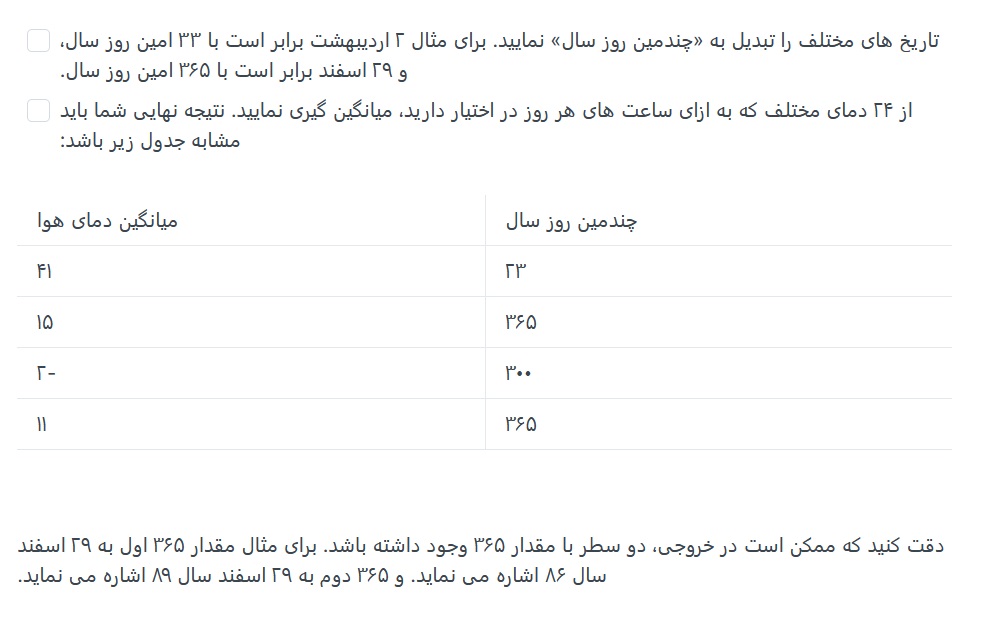 تاریخ های مختلف را تبدیل به «چندمین روز سال» نمایید. برای مثال ۲ اردیبهشت برابر است با ۳۳ امین روز سال،
و ۲۹ اسفند برابر است با ۳۶۵ امین روز سال.
از ۲۴ دمای مختلف که به ازای ساعت های هر روز در اختیار دارید، میانگین گیری نمایید. نتیجه نهایی شما باید
مشابه جدول زیر باشد:
چندمین روز سال میانگین دمای هوا
۲۳ ۴۱
۳۶۵ ۱۵
۳۰۰ ۲-
۳۶۵ ۱۱
دقت کنید که ممکن است در خروجی، دو سطر با مقدار ۳۶۵ وجود داشته باشد. برای مثال مقدار ۳۶۵ اول به ۲۹ اسفند
سال ۸۶ اشاره می نماید. و ۳۶۵ دوم به ۲۹ اسفند سال ۸۹ اشاره می نماید.